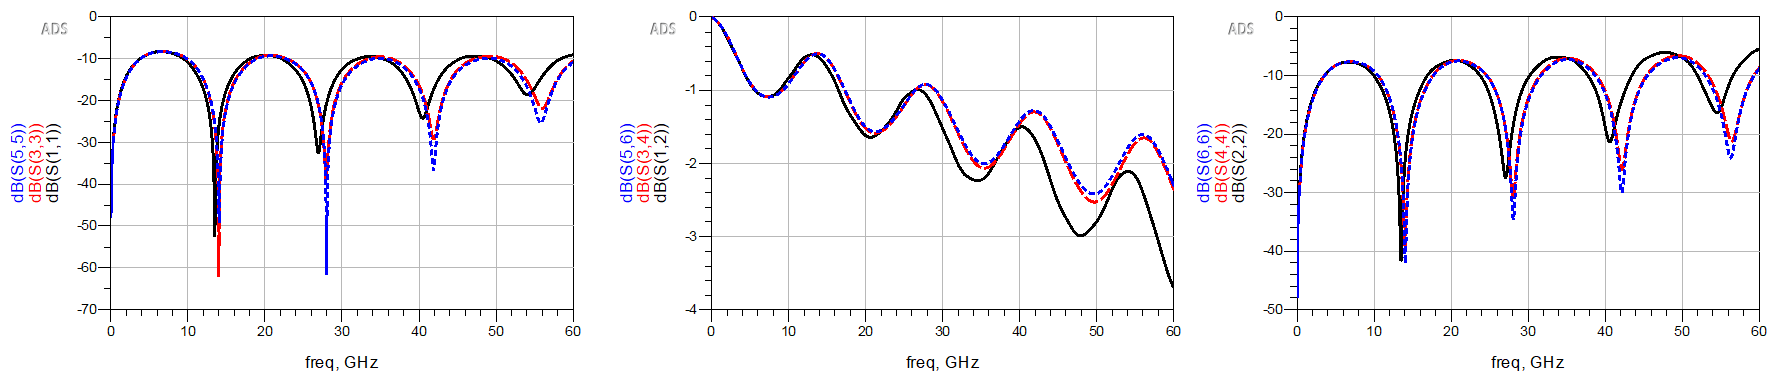 ADS
0
-10
-20
-30
-40
-50
-60
-70
0
10
20
30
40
50
60
freq, GHz
dB(S(5,5))
dB(S(3,3))
dB(S(1,1))
ADS
0
-1
-2
-3
-4
0
10
20
30
40
50
60
freq, GHz
dB(S(5,6))
dB(S(3,4))
dB(S(1,2))
ADS
0
-10
-20
-30
-40
-50
0
10
20
30
40
50
60
freq, GHz
dB(S(6,6))
dB(S(4,4))
dB(S(2,2))